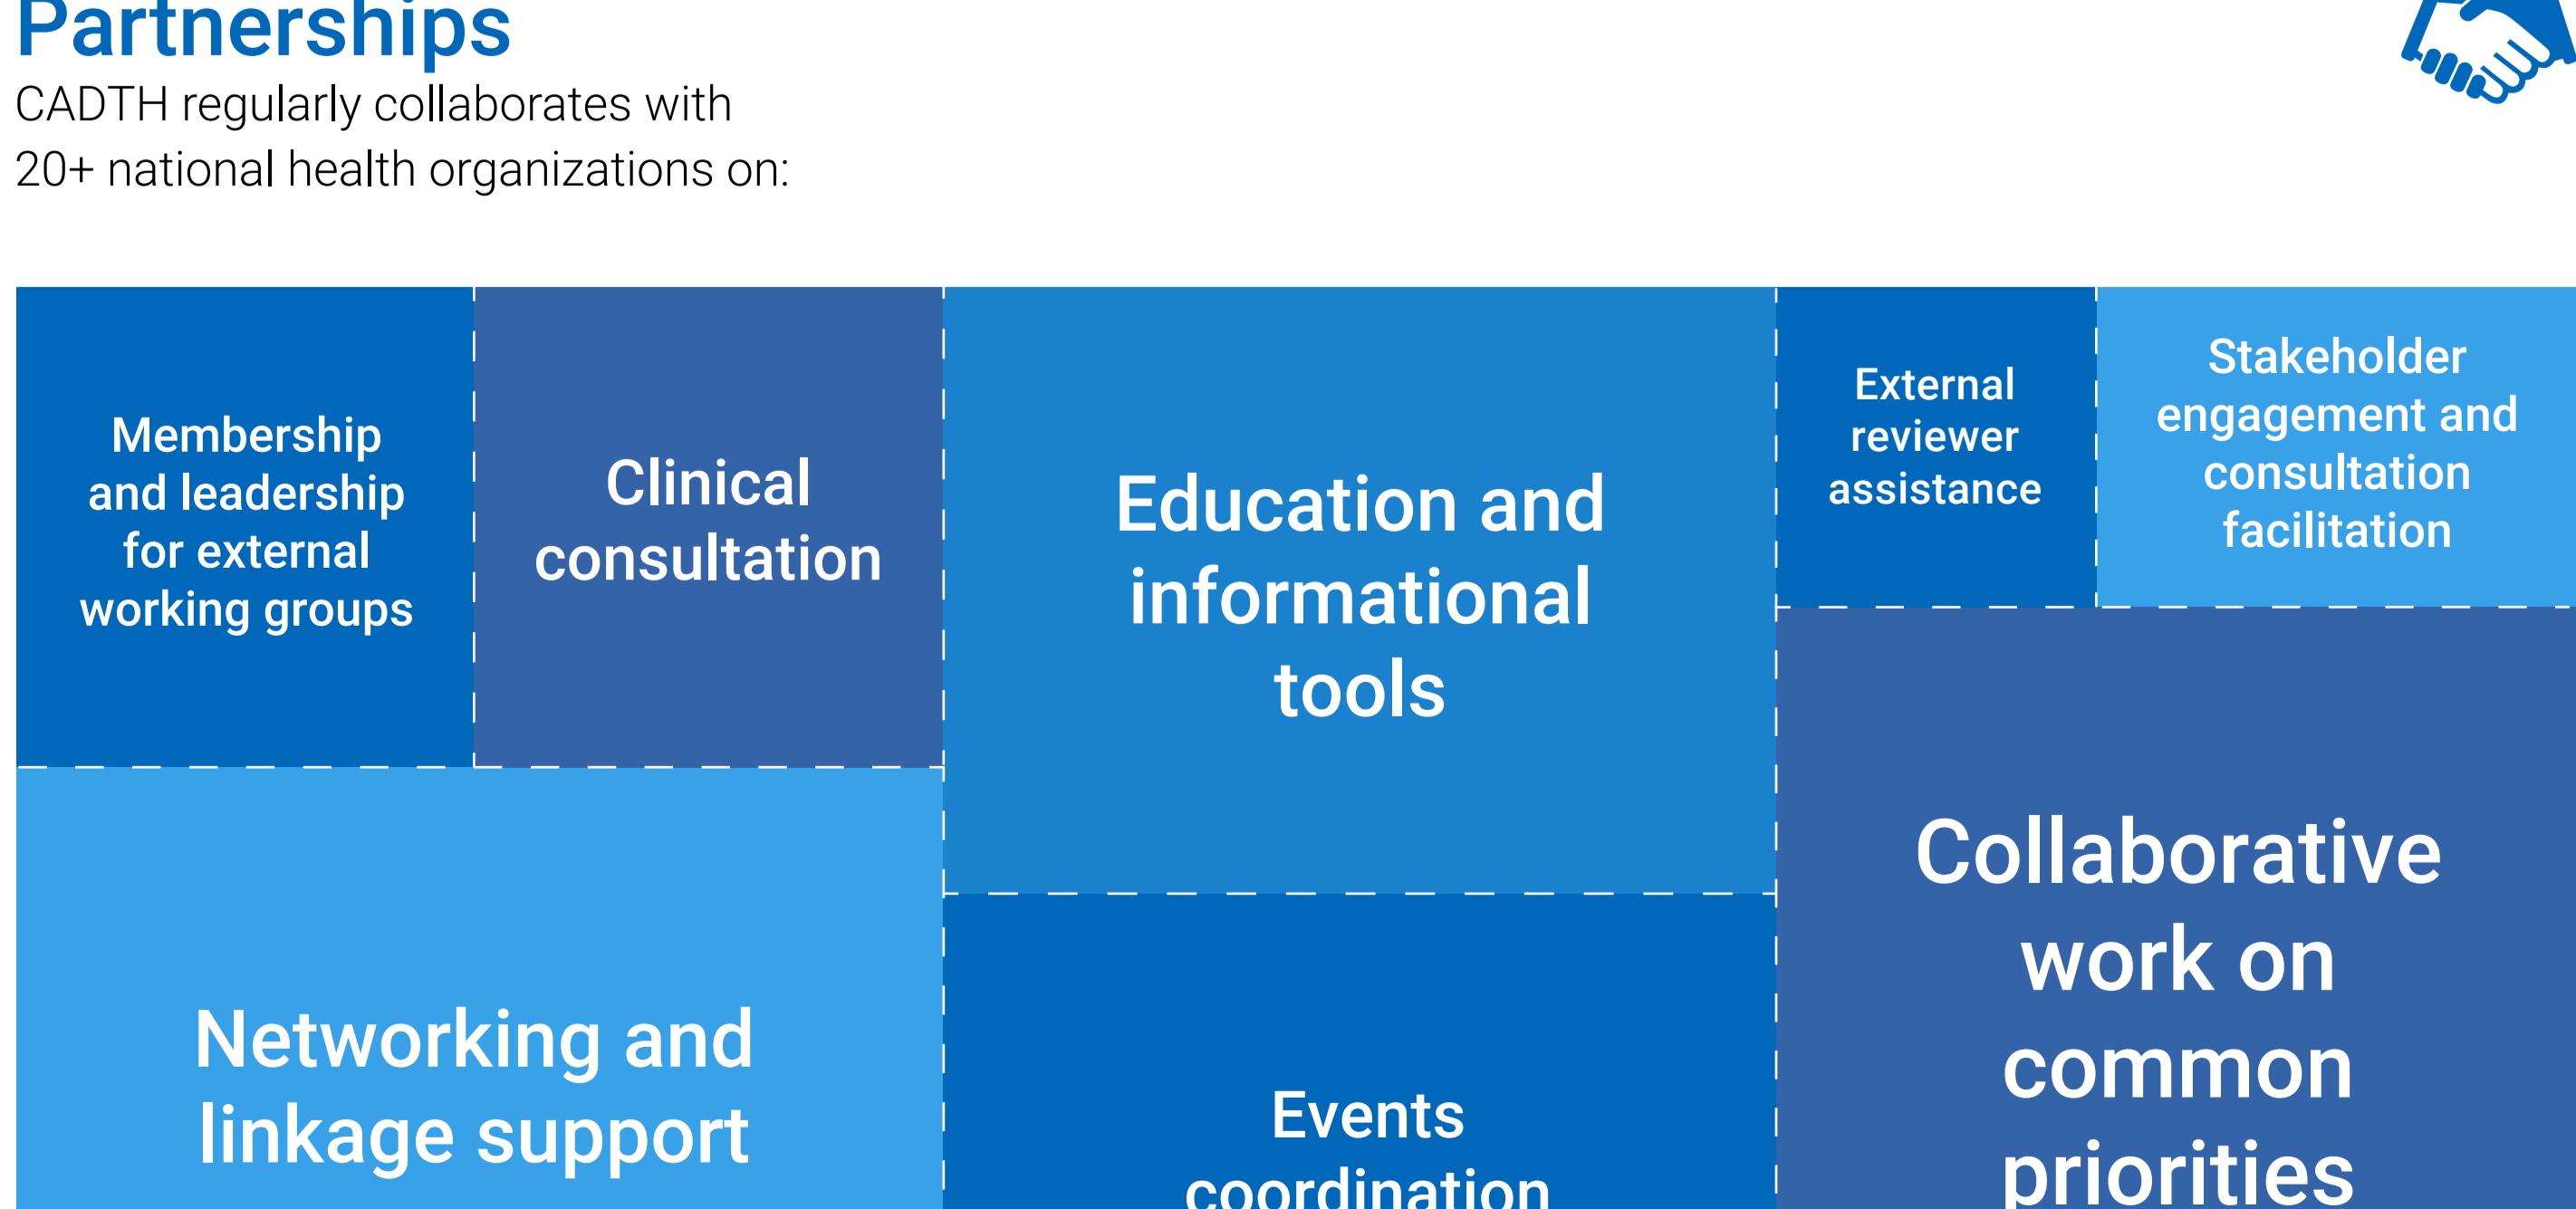 Partnerships
CADTH regularly collaborates with
20+ national health organizations on:
Membership
and leadership
for external
working groups
Clinical
consultation
Education and
informational
tools
External
reviewer
assistance
Stakeholder
engagement and
consultation
facilitation
Networking and
linkage support
Events
coordination
Collaborative
work on
common
priorities